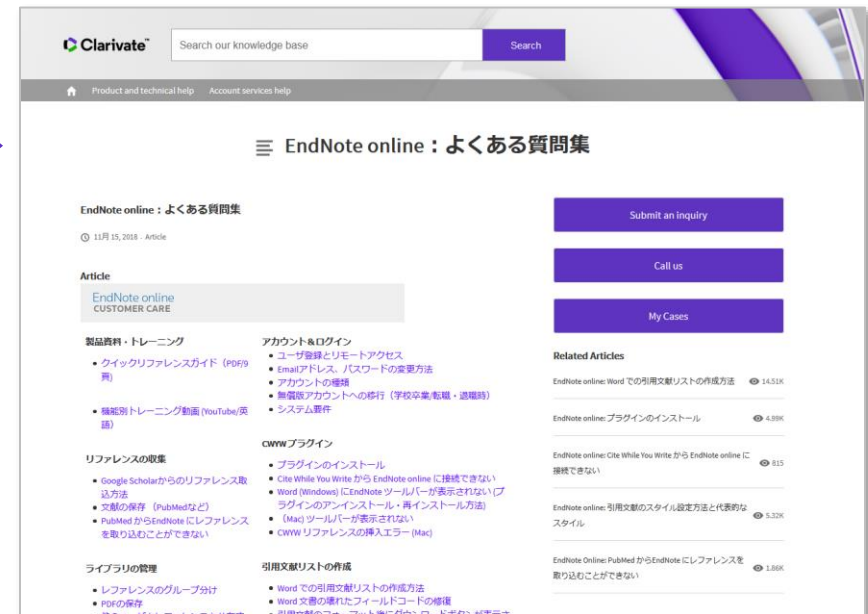 Clarivate™
Search our knowledge base
Search
Product and technical help
Account services help
EndNote online：よくある質問集
EndNote online：よくある質問集
11月 15, 2018 - Article
Article
EndNote online
CUSTOMER CARE
製品資料・トレーニング
クイックリファレンスガイド（PDF/9
頁)
機能別トレーニング動画 (YouTube/英
語）
リファレンスの収集
Google Scholarからのリファレンス取
込方法
文献の保存 （PubMedなど）
PubMed からEndNote にレファレンス
を取り込むことができない
ライブラリの管理
レファレンスのグループ分け
PDFの保存
アカウント＆ログイン
ユーザ登録とリモートアクセス
Emailアドレス、パスワードの変更方法
アカウントの種類
無償版アカウントへの移行（学校卒業/転職・退職時）
システム要件
CWYWプラグイン
プラグインのインストール
Cite While You Write から EndNote online に接続できない
Word (Windows) にEndNote ツールバーが表示されない (プ
ラグインのアンインストール・再インストール方法)
（Mac) ツールバーが表示されない
CWYW リファレンスの挿入エラー (Mac)
引用文献リストの作成
Word での引用文献リストの作成方法
Word 文書の壊れたフィールドコードの修復
Submit an inquiry
Call us
My Cases
Related Articles
EndNote online: Word での引用文献リストの作成方法 14.51K
EndNote online: プラグインのインストール 4.99K
EndNote online: Cite While You Write から EndNote online に
接続できない 815
EndNote online: 引用文献のスタイル設定方法と代表的な
スタイル 5.32K
EndNote Online: PubMed からEndNote にレファレンスを
取り込むことができない 1.86K